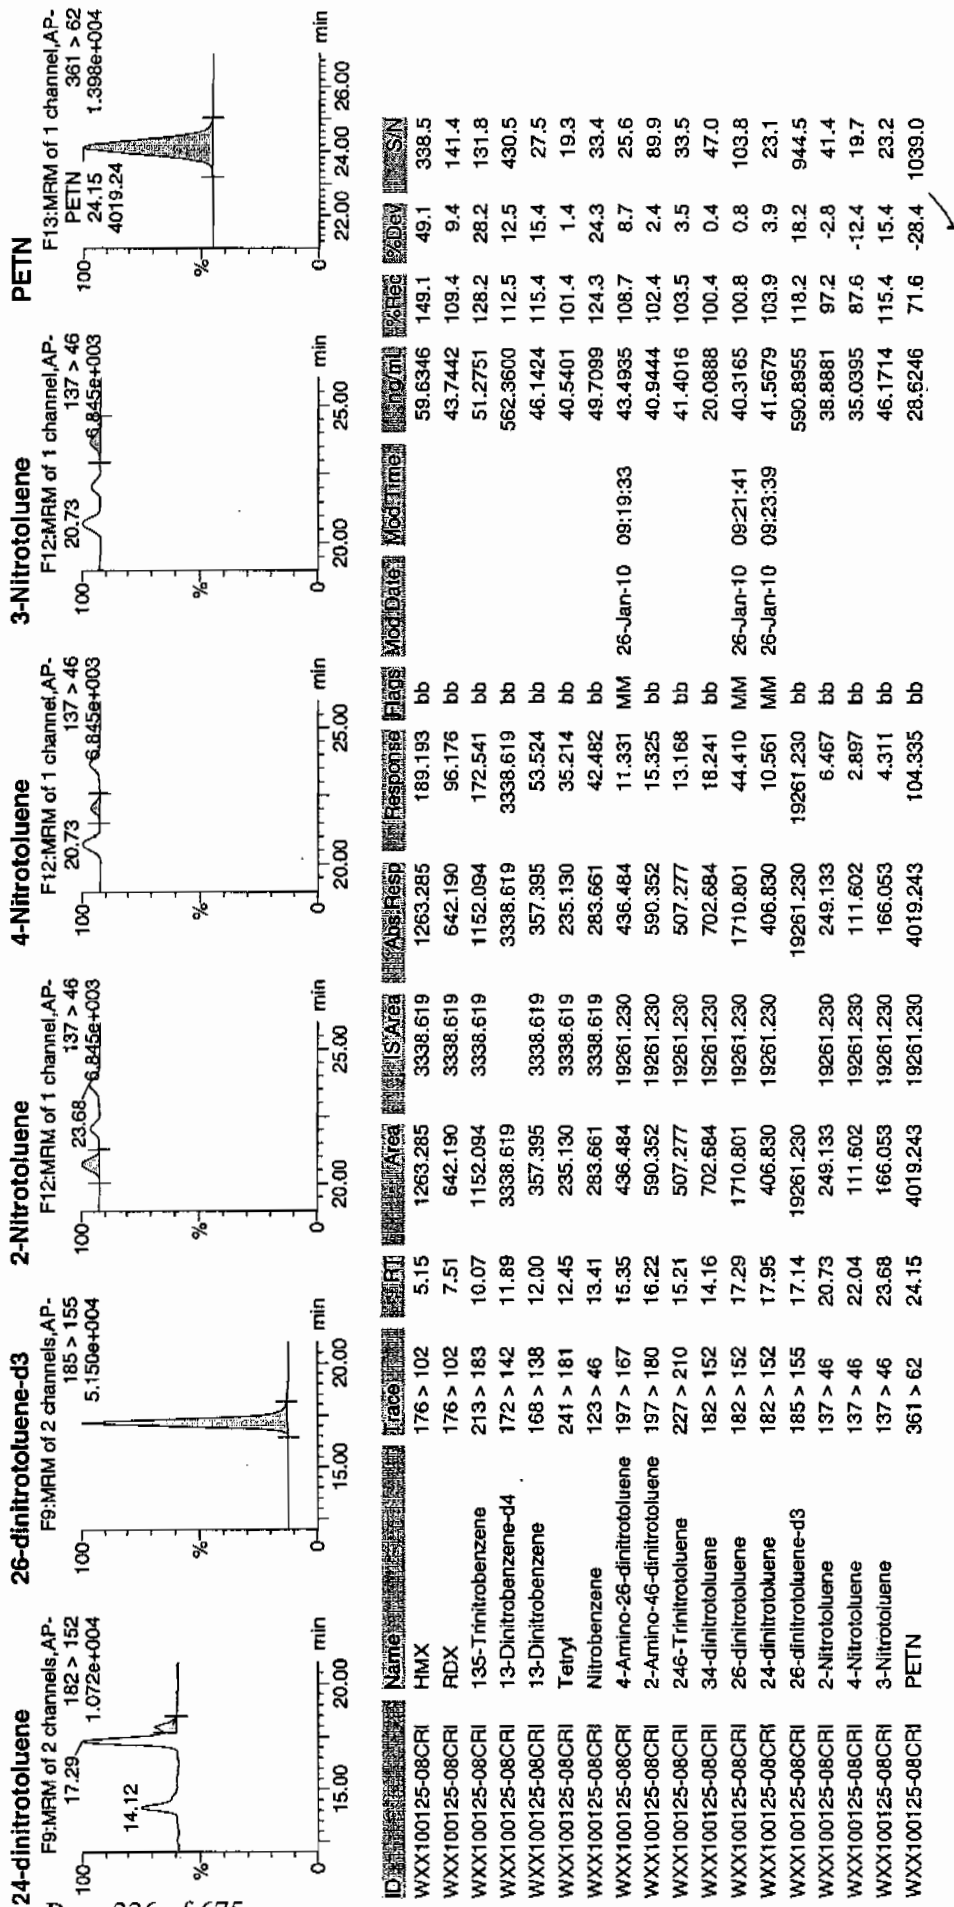 24-dinitrotoluene
F9:MRM of 2 channels,AP-
182 > 152
1.072e+004
17.29
14.12
100
%
0
15.00
20.00
min
26-dinitrotoluene-d3
F9:MRM of 2 channels,AP-
185 > 155
5.150e+004
100
%
0
15.00
20.00
min
2-Nitrotoluene
F12:MRM of 1 channel,AP-
137 > 46
6.845e+003
23.68
100
%
0
20.00
25.00
min
4-Nitrotoluene
F12:MRM of 1 channel,AP-
137 > 46
6.845e+003
20.73
100
%
0
20.00
25.00
min
3-Nitrotoluene
F12:MRM of 1 channel,AP-
137 > 46
6.845e+003
20.73
100
%
0
20.00
25.00
min
PETN
F13:MRM of 1 channel,AP-
361 > 62
1.398e+004
PETN
24.15
4019.24
100
%
0
22.00
24.00
26.00
min
ID Name Trace RT Area IS Area Abs.Resp Response Flags Mod.Date Mod.Time ng/ml %Rec %Dev S/N
WXX100125-08CRI HMX 176 > 102 5.15 1263.285 3338.619 1263.285 189.193 bb 59.6346 149.1 49.1 338.5
WXX100125-08CRI RDX 176 > 102 7.51 642.190 3338.619 642.190 96.176 bb 43.7442 109.4 9.4 141.4
WXX100125-08CRI 135-Trinitrobenzene 213 > 183 10.07 1152.094 3338.619 1152.094 172.541 bb 51.2751 128.2 28.2 131.8
WXX100125-08CRI 13-Dinitrobenzene-d4 172 > 142 11.89 3338.619 3338.619 3338.619 bb 562.3600 112.5 12.5 430.5
WXX100125-08CRI 13-Dinitrobenzene 168 > 138 12.00 357.395 3338.619 357.395 53.524 bb 46.1424 115.4 15.4 27.5
WXX100125-08CRI Tetryl 241 > 181 12.45 235.130 3338.619 235.130 35.214 bb 40.5401 101.4 1.4 19.3
WXX100125-08CRI Nitrobenzene 123 > 46 13.41 283.661 3338.619 283.661 42.482 bb 49.7099 124.3 24.3 33.4
WXX100125-08CRI 4-Amino-26-dinitrotoluene 197 > 167 15.35 436.484 19261.230 436.484 11.331 MM 26-Jan-10 09:19:33 43.4935 108.7 8.7 25.6
WXX100125-08CRI 2-Amino-46-dinitrotoluene 197 > 180 16.22 590.352 19261.230 590.352 15.325 bb 40.9444 102.4 2.4 89.9
WXX100125-08CRI 246-Trinitrotoluene 227 > 210 15.21 507.277 19261.230 507.277 13.168 bb 41.4016 103.5 3.5 33.5
WXX100125-08CRI 34-dinitrotoluene 182 > 152 14.16 702.684 19261.230 702.684 18.241 bb 20.0888 100.4 0.4 47.0
WXX100125-08CRI 26-dinitrotoluene 182 > 152 17.29 1710.801 19261.230 1710.801 44.410 MM 26-Jan-10 09:21:41 40.3165 100.8 0.8 103.8
WXX100125-08CRI 24-dinitrotoluene 182 > 152 17.95 406.830 19261.230 406.830 10.561 MM 26-Jan-10 09:23:39 41.5679 103.9 3.9 23.1
WXX100125-08CRI 26-dinitrotoluene-d3 185 > 155 17.14 19261.230 19261.230 19261.230 bb 590.8955 118.2 18.2 944.5
WXX100125-08CRI 2-Nitrotoluene 137 > 46 20.73 249.133 19261.230 249.133 6.467 bb 38.8881 97.2 -2.8 41.4
WXX100125-08CRI 4-Nitrotoluene 137 > 46 22.04 111.602 19261.230 111.602 2.897 bb 35.0395 87.6 -12.4 19.7
WXX100125-08CRI 3-Nitrotoluene 137 > 46 23.68 166.053 19261.230 166.053 4.311 bb 46.1714 115.4 15.4 23.2
WXX100125-08CRI PETN 361 > 62 24.15 4019.243 19261.230 4019.243 104.335 bb 28.6246 71.6 -28.4 1039.0